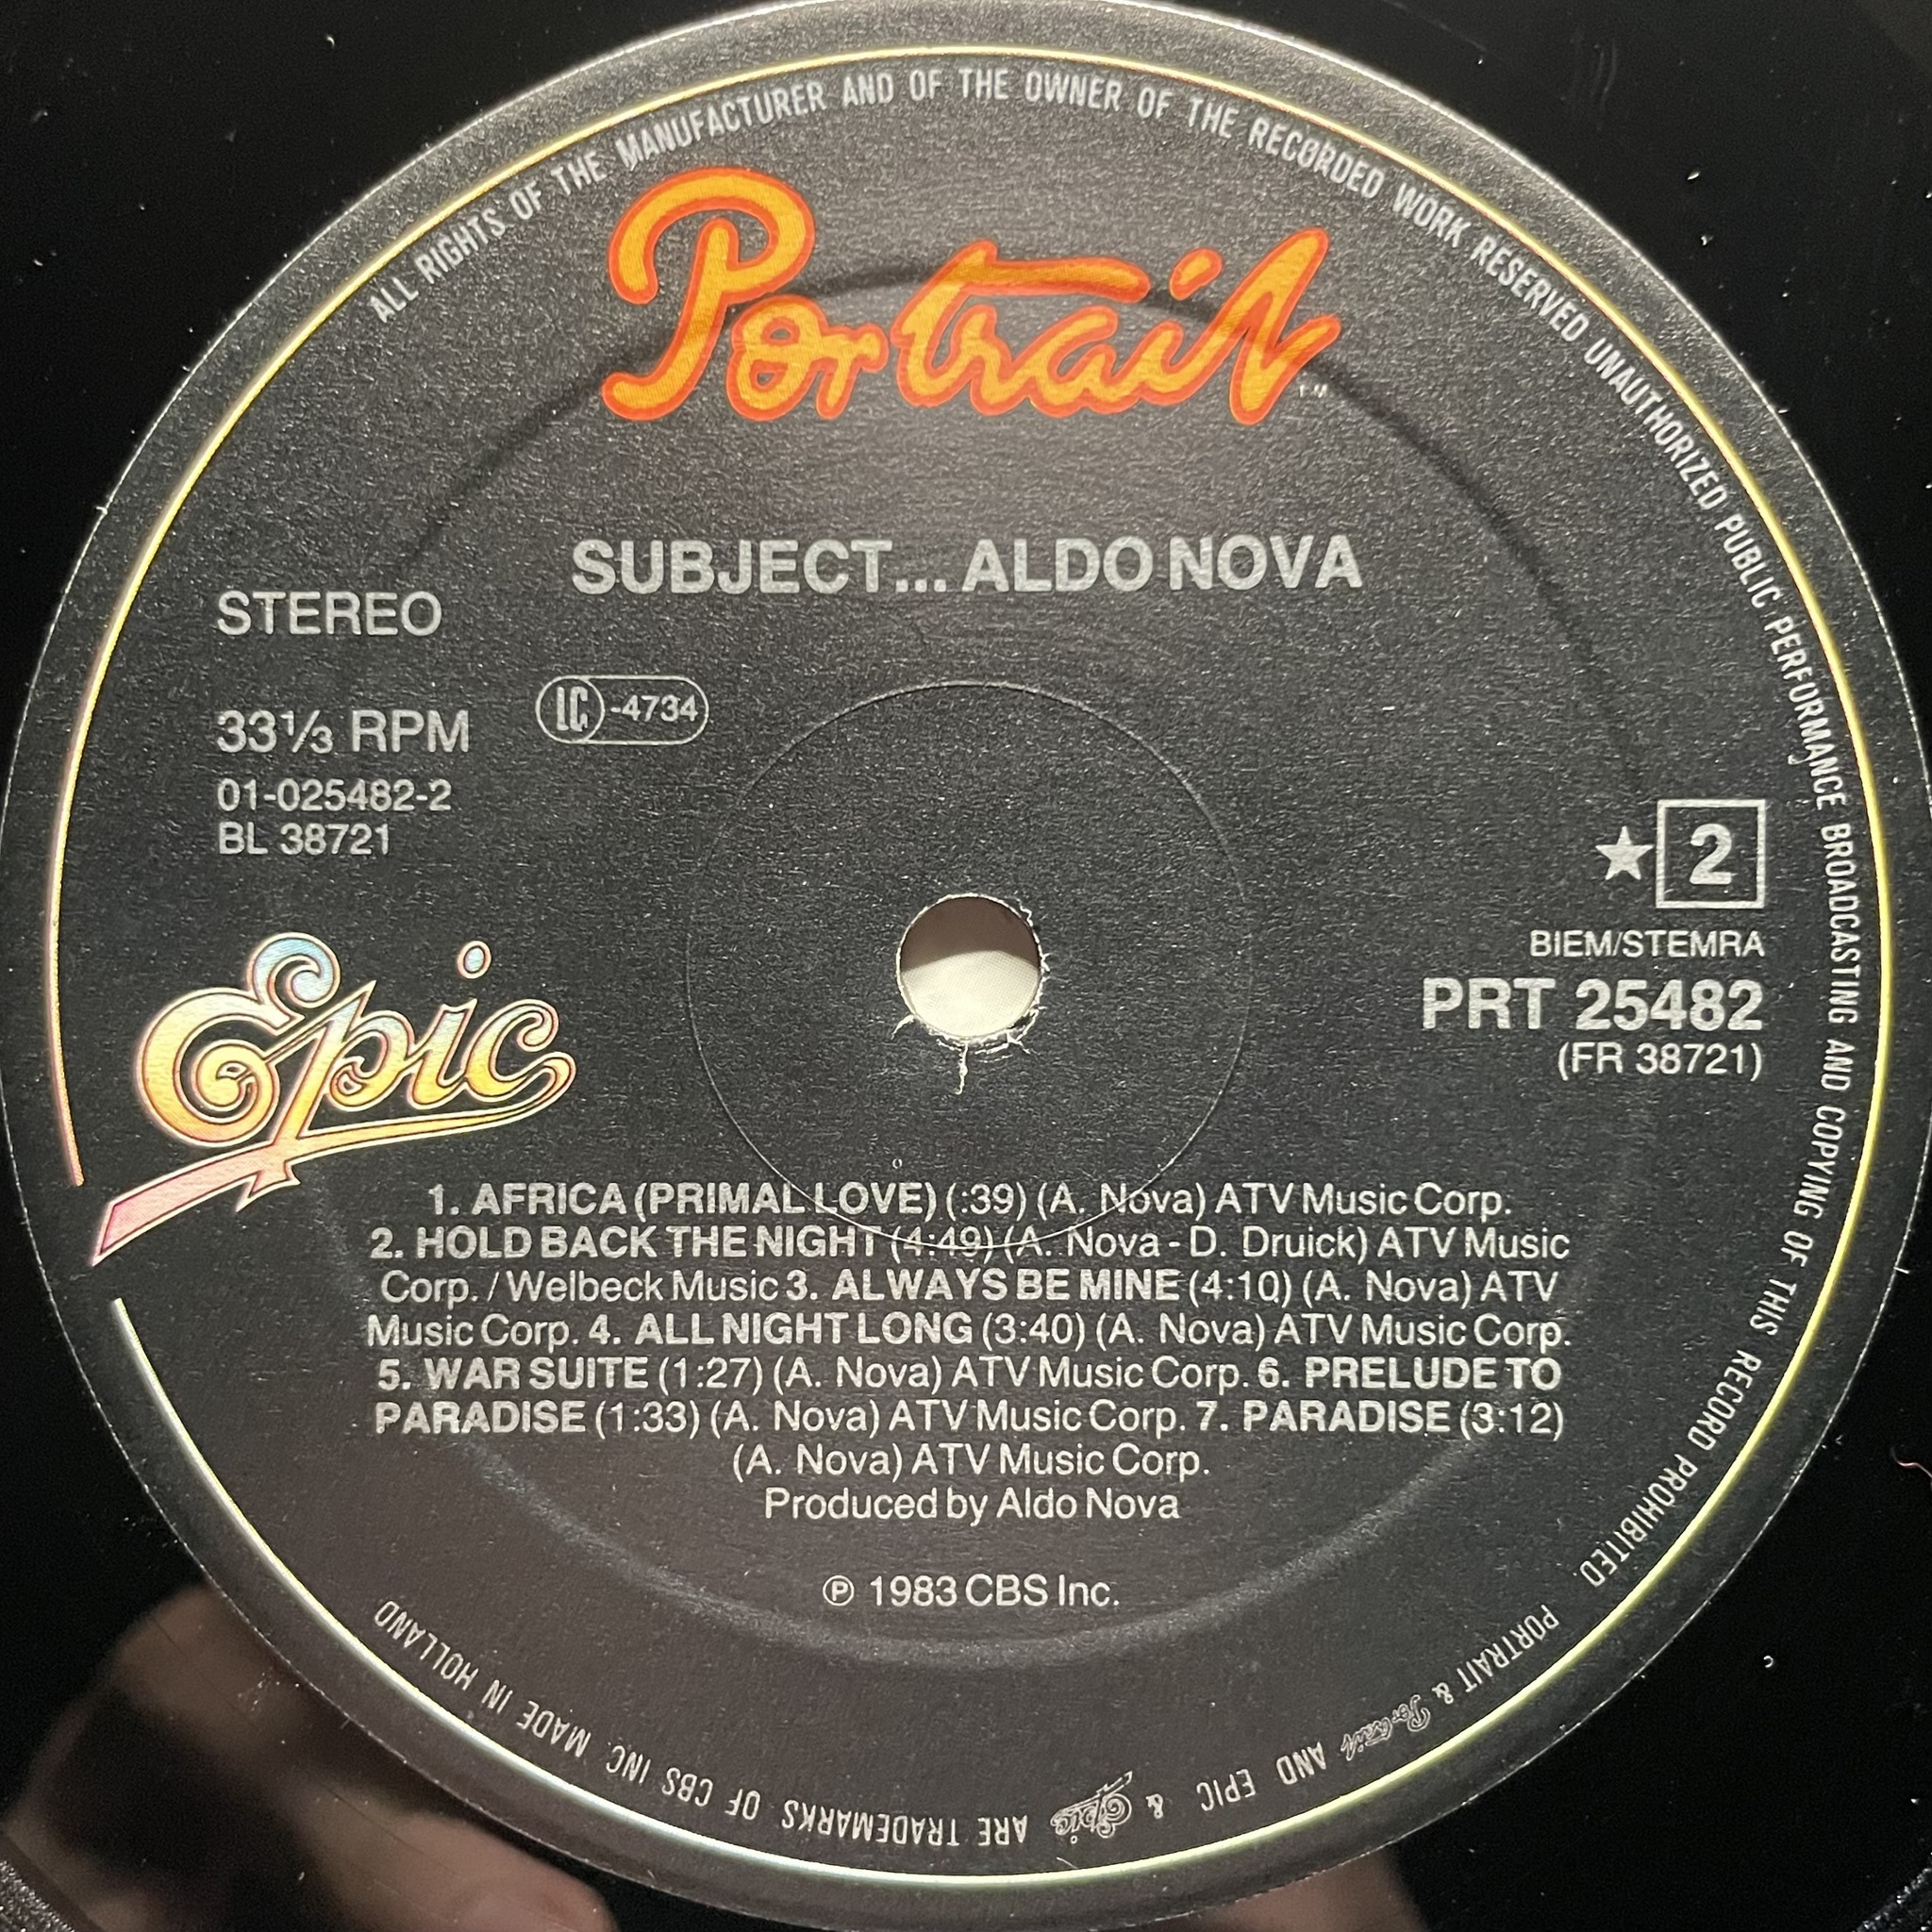 ALL RIGHTS OF THE MANUFACTURER AND OF THE OWNER OF THE RECORDED WORK RESERVED UNAUTHORIZED PUBLIC PERFORMANCE BROADCASTING AND COPYING OF THIS RECORD PROHIBITED
Portrait™
SUBJECT... ALDO NOVA
STEREO
LC-4734
33⅓ RPM
01-025482-2
BL 38721
★ 2
BIEM/STEMRA
PRT 25482
(FR 38721)
Epic
1. AFRICA (PRIMAL LOVE) (:39) (A. Nova) ATV Music Corp.
2. HOLD BACK THE NIGHT (4:49) (A. Nova - D. Druick) ATV Music
Corp. / Welbeck Music 3. ALWAYS BE MINE (4:10) (A. Nova) ATV
Music Corp. 4. ALL NIGHT LONG (3:40) (A. Nova) ATV Music Corp.
5. WAR SUITE (1:27) (A. Nova) ATV Music Corp. 6. PRELUDE TO
PARADISE (1:33) (A. Nova) ATV Music Corp. 7. PARADISE (3:12)
(A. Nova) ATV Music Corp.
Produced by Aldo Nova
℗ 1983 CBS Inc.
PORTRAIT & Portrait AND EPIC & Epic ARE TRADEMARKS OF CBS INC. MADE IN HOLLAND